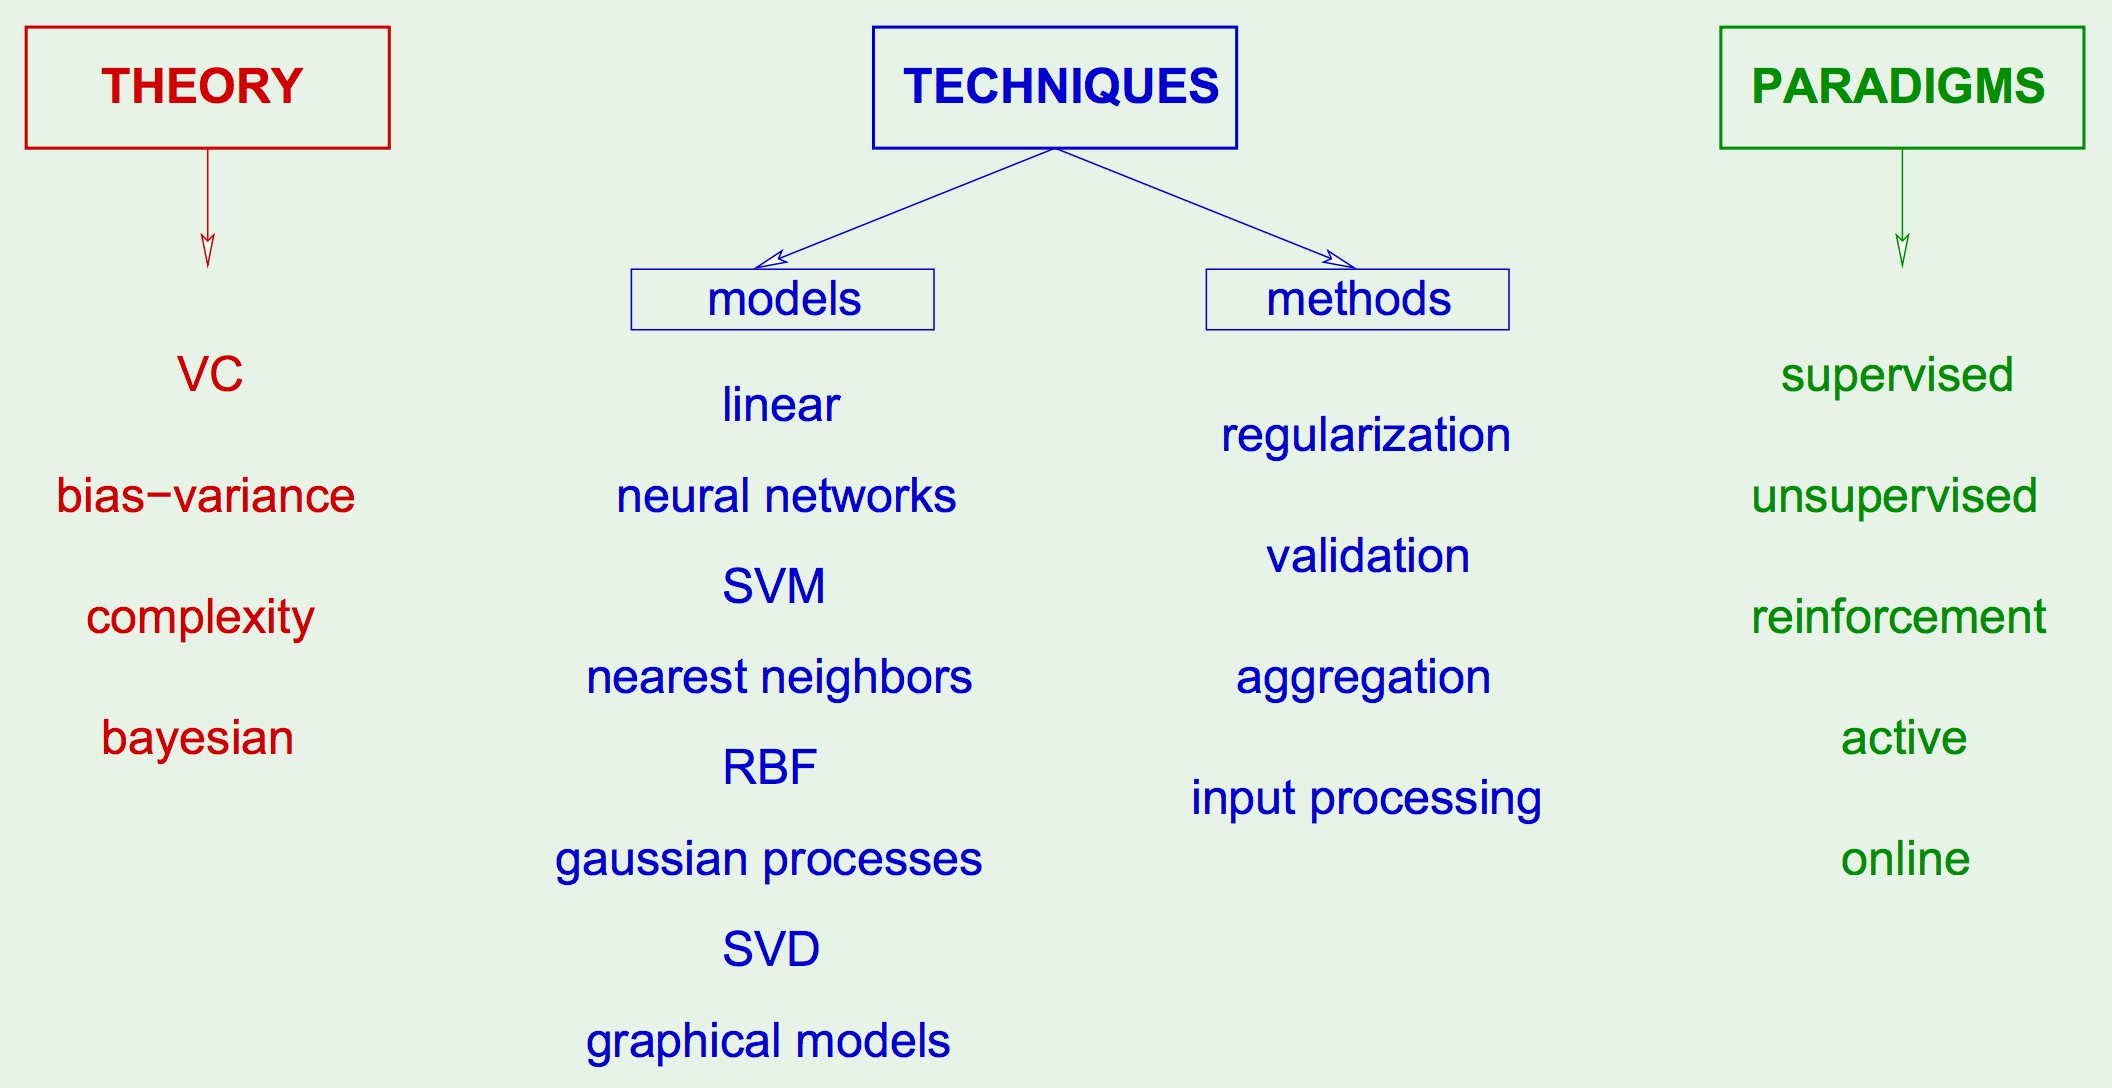 THEORY
VC
bias−variance
complexity
bayesian
TECHNIQUES
models
linear
neural networks
SVM
nearest neighbors
RBF
gaussian processes
SVD
graphical models
methods
regularization
validation
aggregation
input processing
PARADIGMS
supervised
unsupervised
reinforcement
active
online